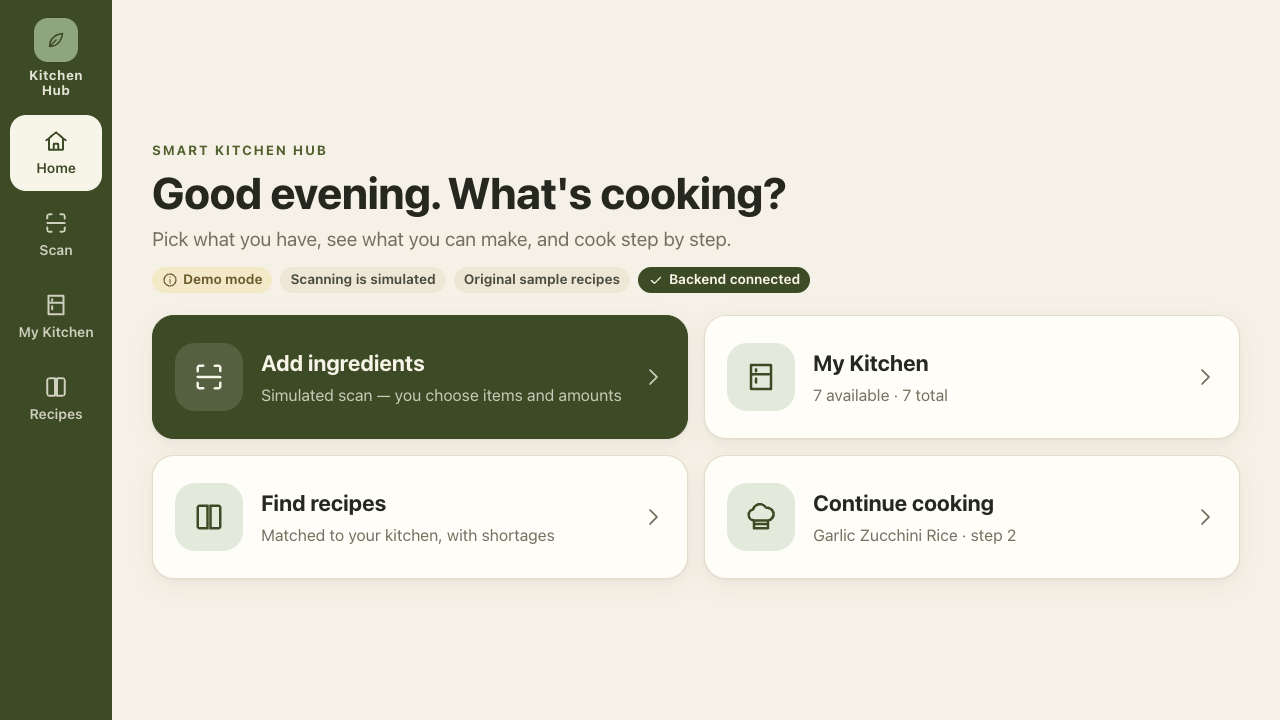 Kitchen
Hub
Home
Scan
My Kitchen
Recipes
SMART KITCHEN HUB
Good evening. What's cooking?
Pick what you have, see what you can make, and cook step by step.
Demo mode
Scanning is simulated
Original sample recipes
Backend connected
Add ingredients
Simulated scan — you choose items and amounts
My Kitchen
7 available · 7 total
Find recipes
Matched to your kitchen, with shortages
Continue cooking
Garlic Zucchini Rice · step 2